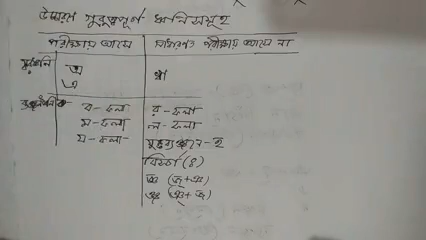 উচ্চারণ গুরুত্বপূর্ণ ধ্বনিসমূহ
পরীক্ষায় আসে সাধারণত পরীক্ষায় আসে না
স্বরধ্বনি অ আ
এ
ব্যঞ্জনধ্বনি ব - ফলা র - ফলা
ম - ফলা ল - ফলা
য - ফলা - হ
বিসর্গ (ঃ)
জ্ঞ (জ্+ঞ)
ঞ্জ (ঞ্+জ)